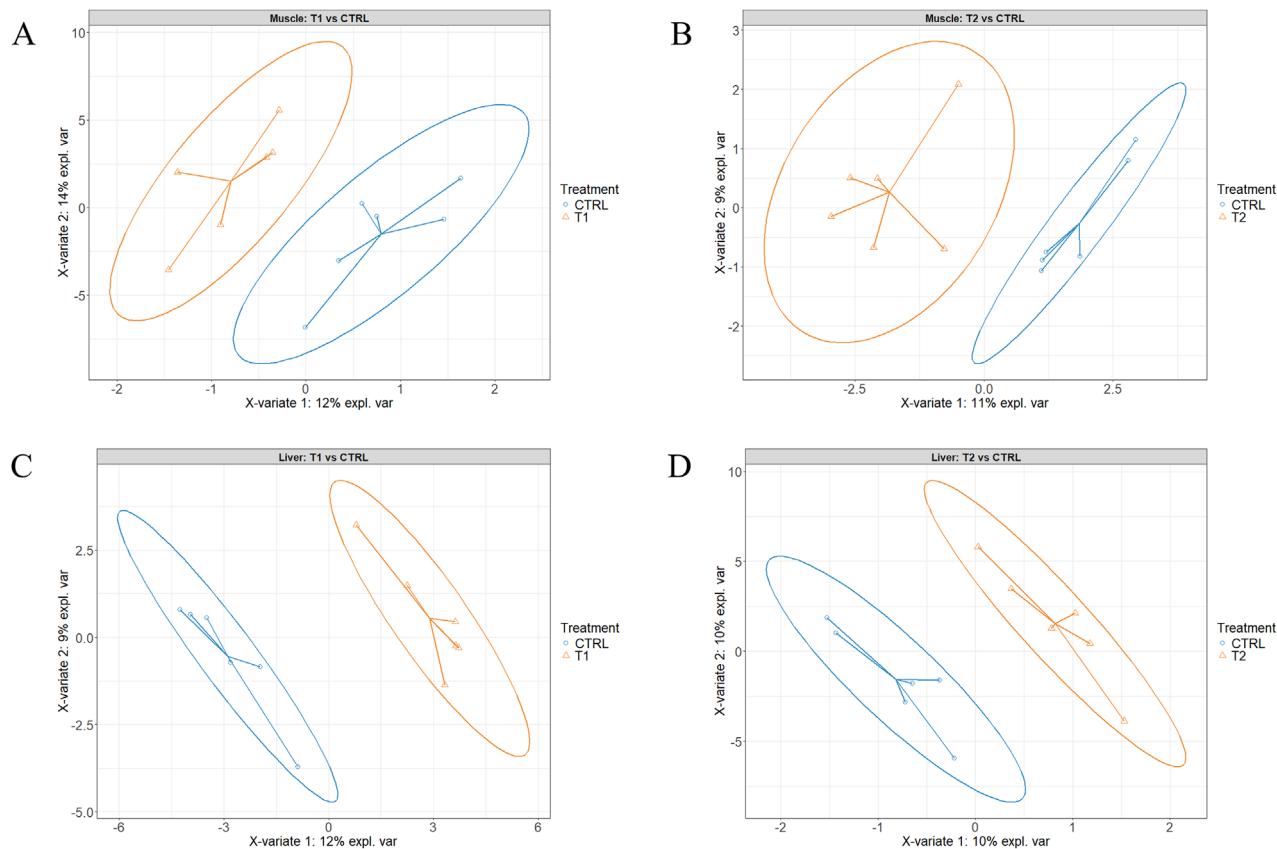 A
Muscle: T1 vs CTRL
10
5
0
-5
-2
-1
0
1
2
X-variate 1: 12% expl. var
X-variate 2: 14% expl. var
Treatment
CTRL
T1
B
Muscle: T2 vs CTRL
3
2
1
0
-1
-2
-2.5
0.0
2.5
X-variate 1: 11% expl. var
X-variate 2: 9% expl. var
Treatment
CTRL
T2
C
Liver: T1 vs CTRL
2.5
0.0
-2.5
-5.0
-6
-3
0
3
6
X-variate 1: 12% expl. var
X-variate 2: 9% expl. var
Treatment
CTRL
T1
D
Liver: T2 vs CTRL
10
5
0
-5
-2
-1
0
1
2
X-variate 1: 10% expl. var
X-variate 2: 10% expl. var
Treatment
CTRL
T2